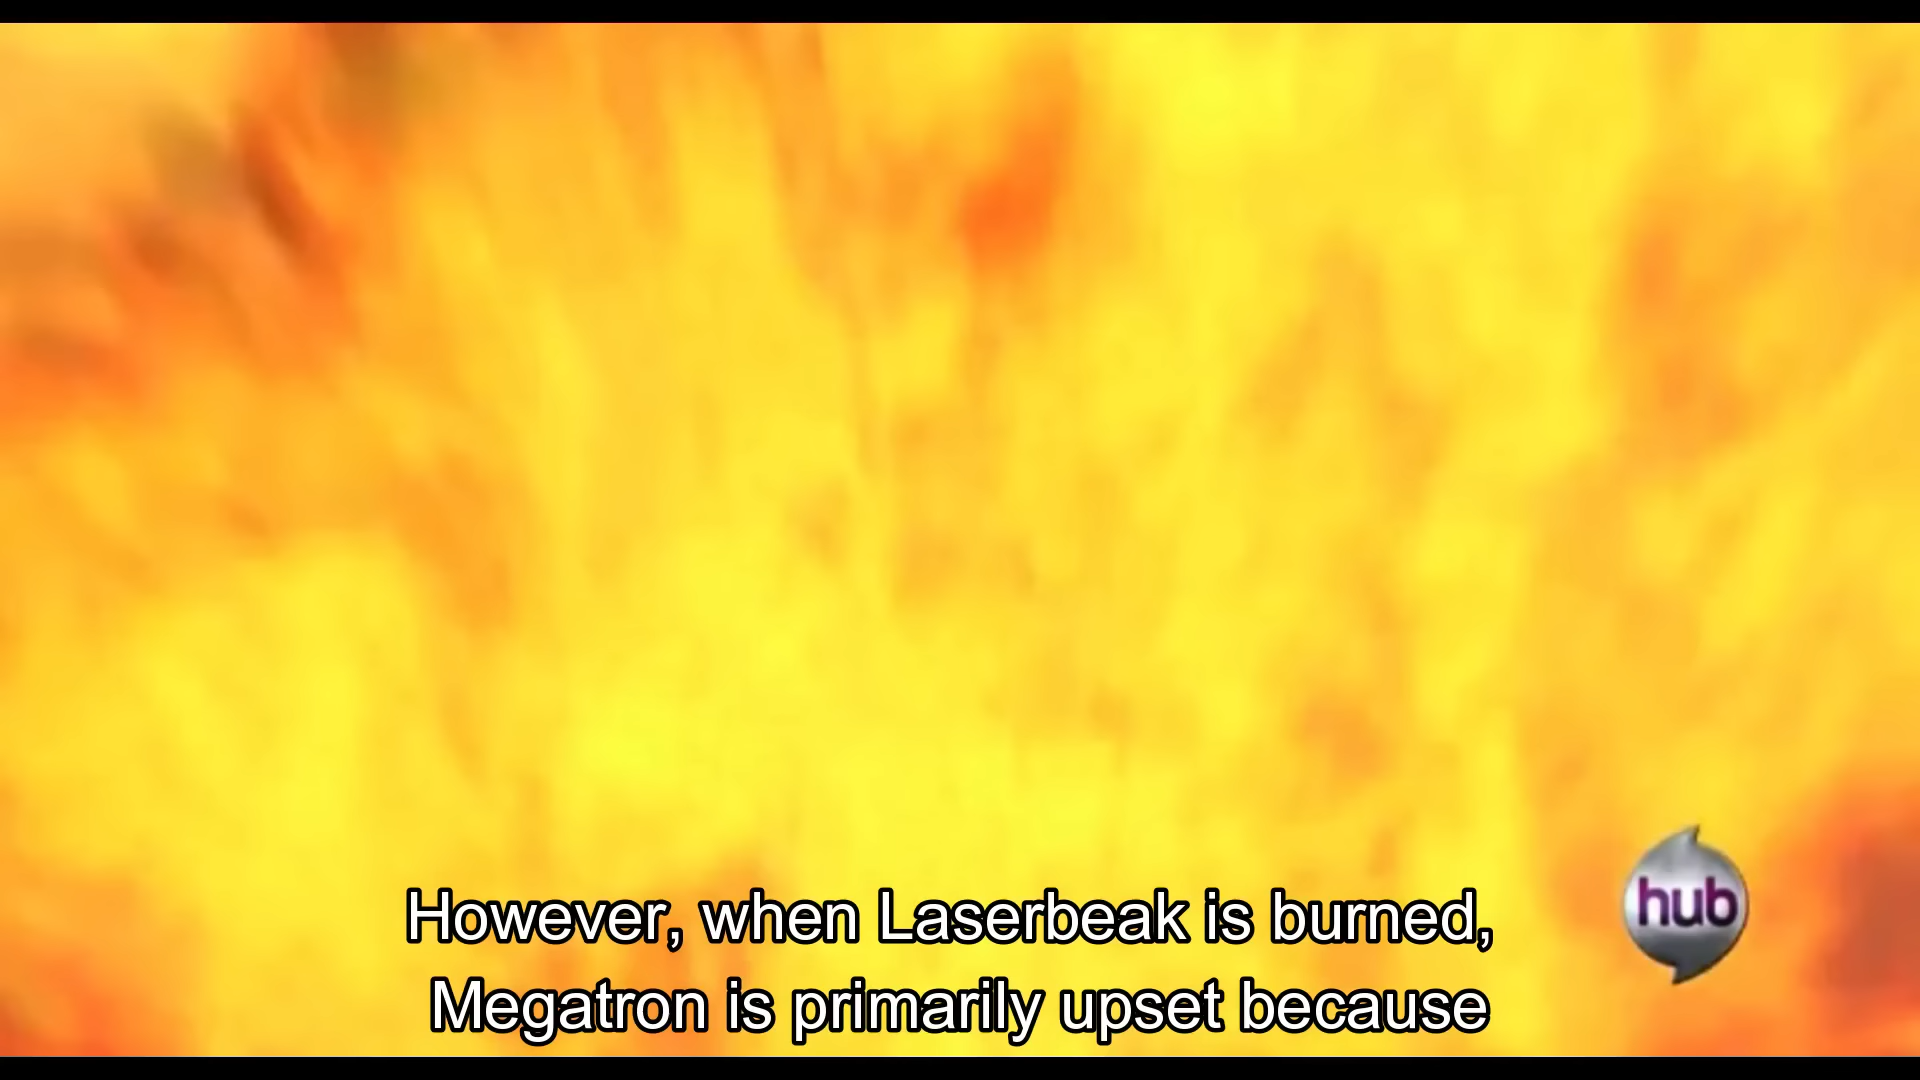 hub
However, when Laserbeak is burned,
Megatron is primarily upset because